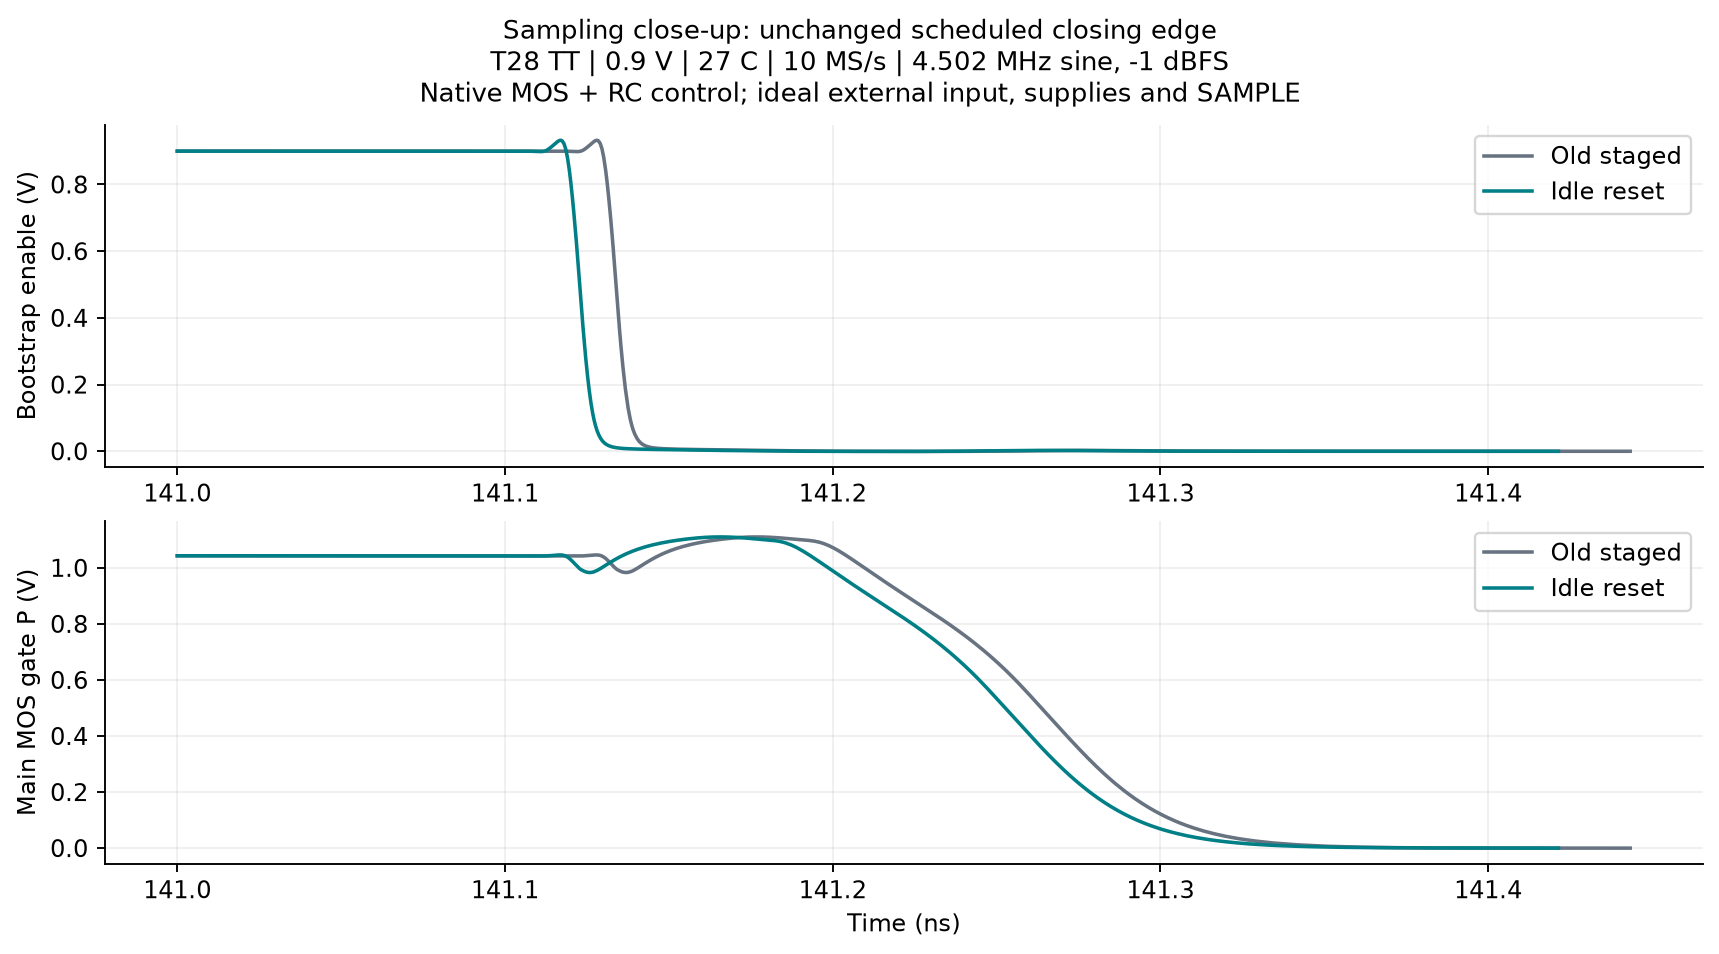 Sampling close-up: unchanged scheduled closing edge
T28 TT | 0.9 V | 27 C | 10 MS/s | 4.502 MHz sine, -1 dBFS
Native MOS + RC control; ideal external input, supplies and SAMPLE
Bootstrap enable (V)
0.8
0.6
0.4
0.2
0.0
Old staged
Idle reset
141.0 141.1 141.2 141.3 141.4
Main MOS gate P (V)
1.0
0.8
0.6
0.4
0.2
0.0
Old staged
Idle reset
141.0 141.1 141.2 141.3 141.4
Time (ns)